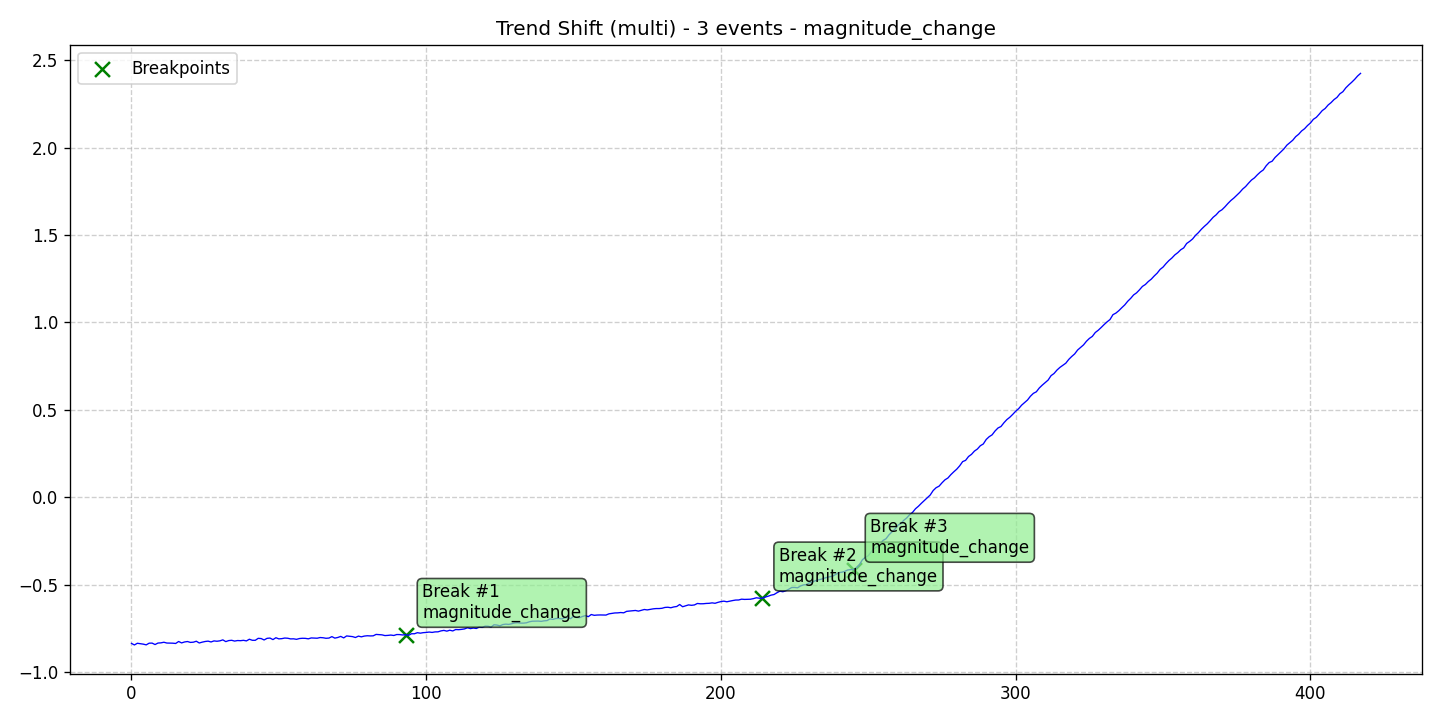 Trend Shift (multi) - 3 events - magnitude_change
Breakpoints
2.5
2.0
1.5
1.0
0.5
0.0
−0.5
−1.0
Break #3
magnitude_change
Break #2
magnitude_change
Break #1
magnitude_change
0
100
200
300
400